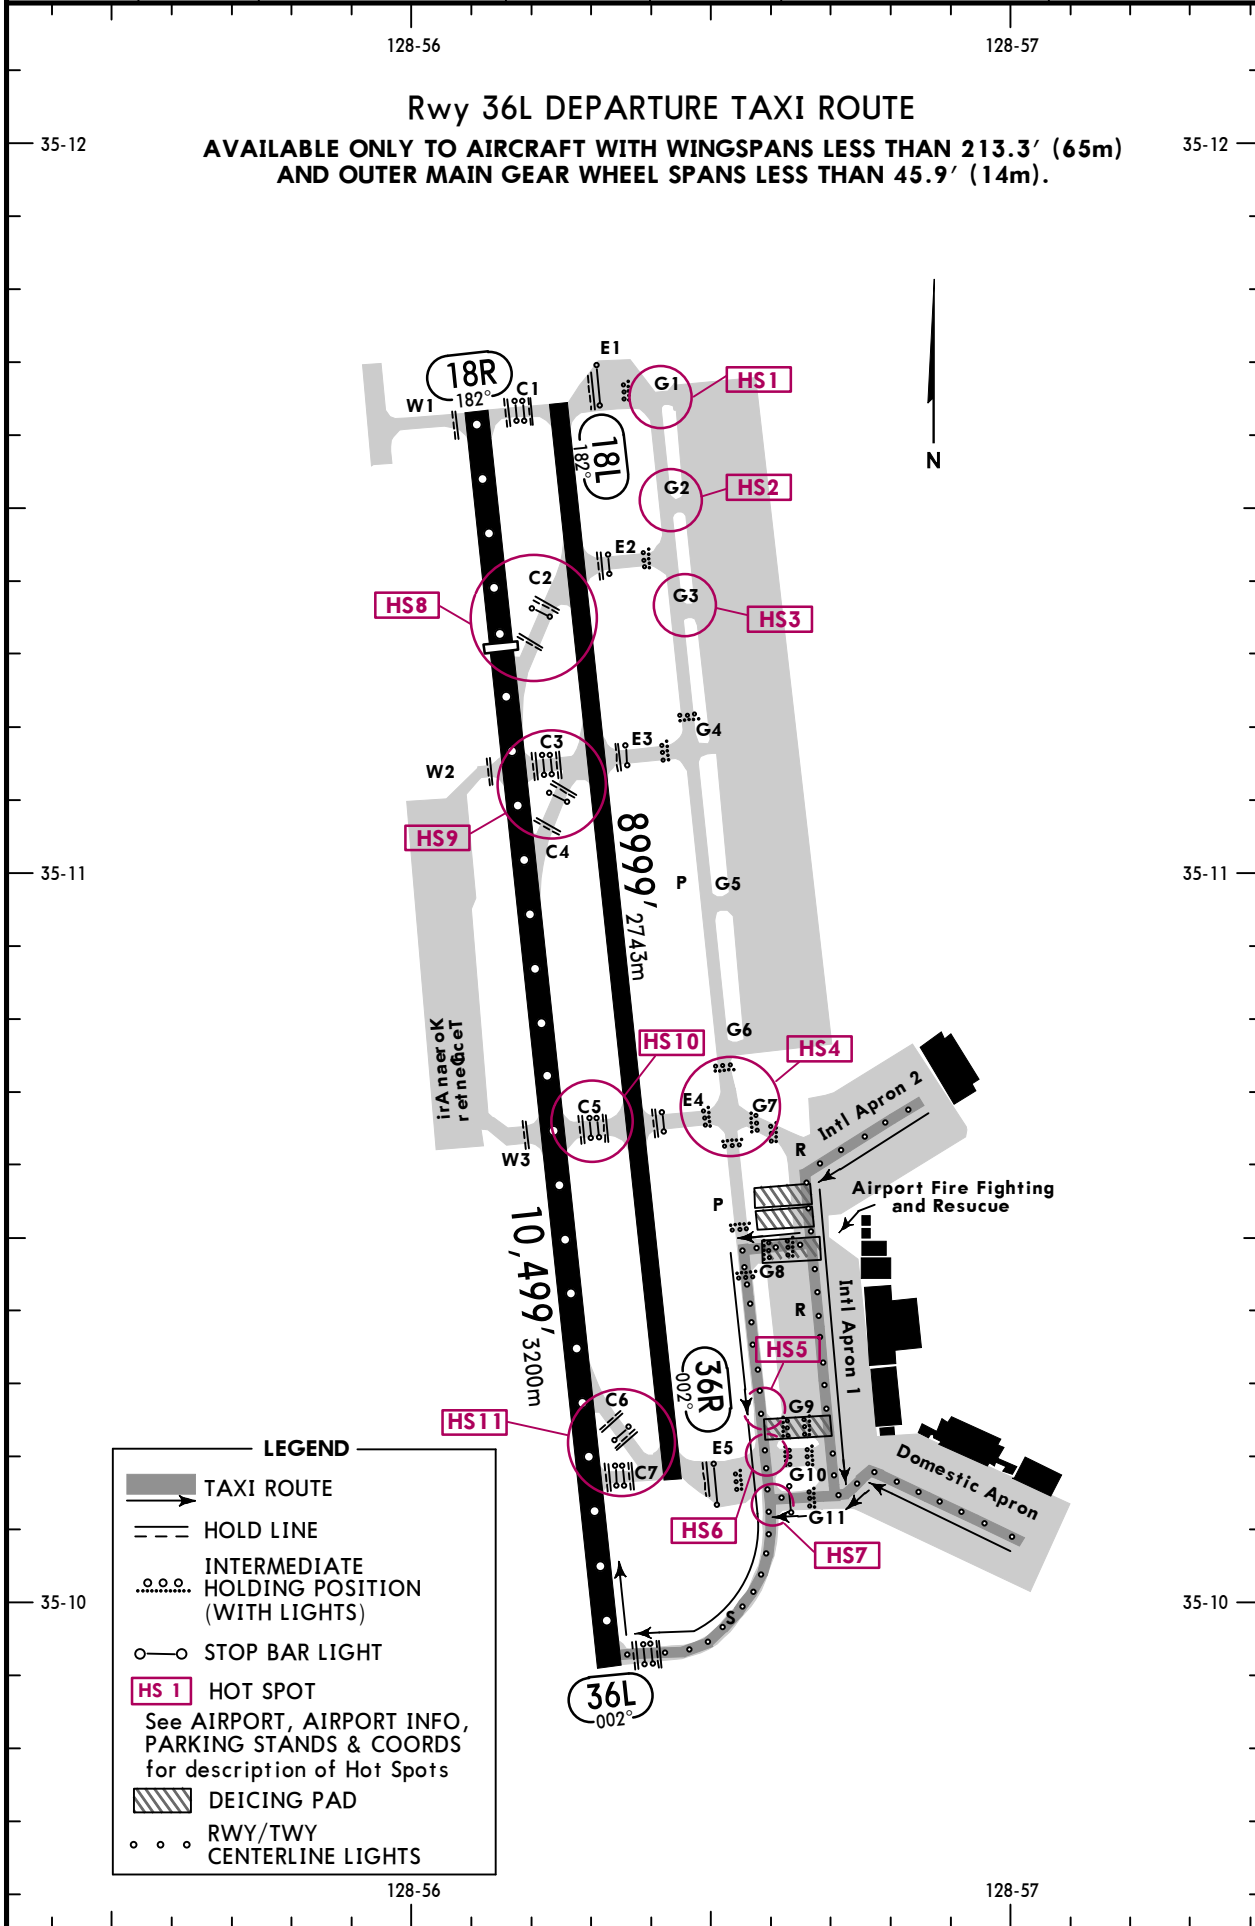 128-56
128-57
Rwy 36L DEPARTURE TAXI ROUTE
35-12
35-12
AVAILABLE ONLY TO AIRCRAFT WITH WINGSPANS LESS THAN 213.3' (65m)
AND OUTER MAIN GEAR WHEEL SPANS LESS THAN 45.9' (14m).
N
18R
182°
W1
C1
E1
G1
HS1
18L
182°
G2
HS2
E2
C2
HS8
G3
HS3
G4
E3
C3
W2
HS9
C4
8999'
2743m
P
G5
35-11
35-11
irAnaeroK
retneCceT
G6
HS10
HS4
C5
E4
G7
W3
Intl Apron 2
R
Airport Fire Fighting
and Resucue
P
10,499'
3200m
G8
R
Intl Apron 1
HS5
36R
002°
C6
G9
HS11
C7
E5
G10
Domestic Apron
G11
HS6
HS7
S
35-10
35-10
36L
002°
LEGEND
TAXI ROUTE
HOLD LINE
INTERMEDIATE
HOLDING POSITION
(WITH LIGHTS)
STOP BAR LIGHT
HS 1 HOT SPOT
See AIRPORT, AIRPORT INFO,
PARKING STANDS & COORDS
for description of Hot Spots
DEICING PAD
RWY/TWY
CENTERLINE LIGHTS
128-56
128-57